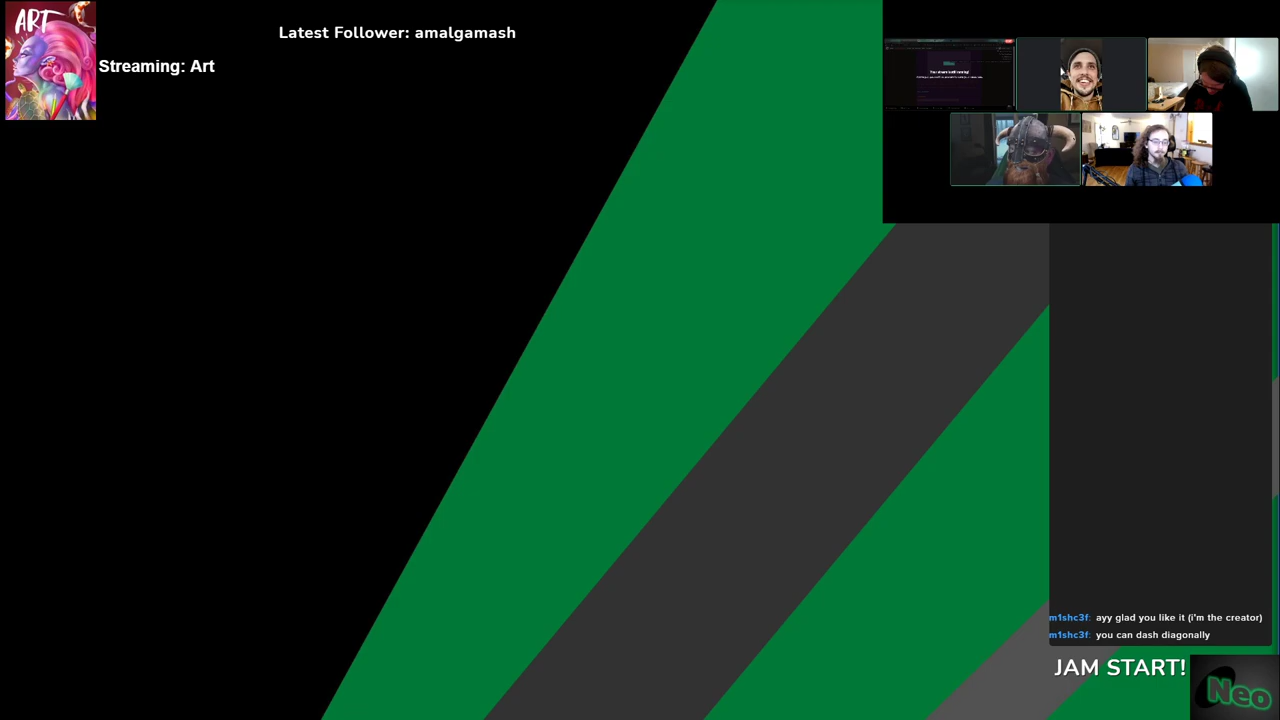 ART
Latest Follower: amalgamash
Streaming: Art
m1shc3f: ayy glad you like it (i'm the creator)
m1shc3f: you can dash diagonally
JAM START!
Neo